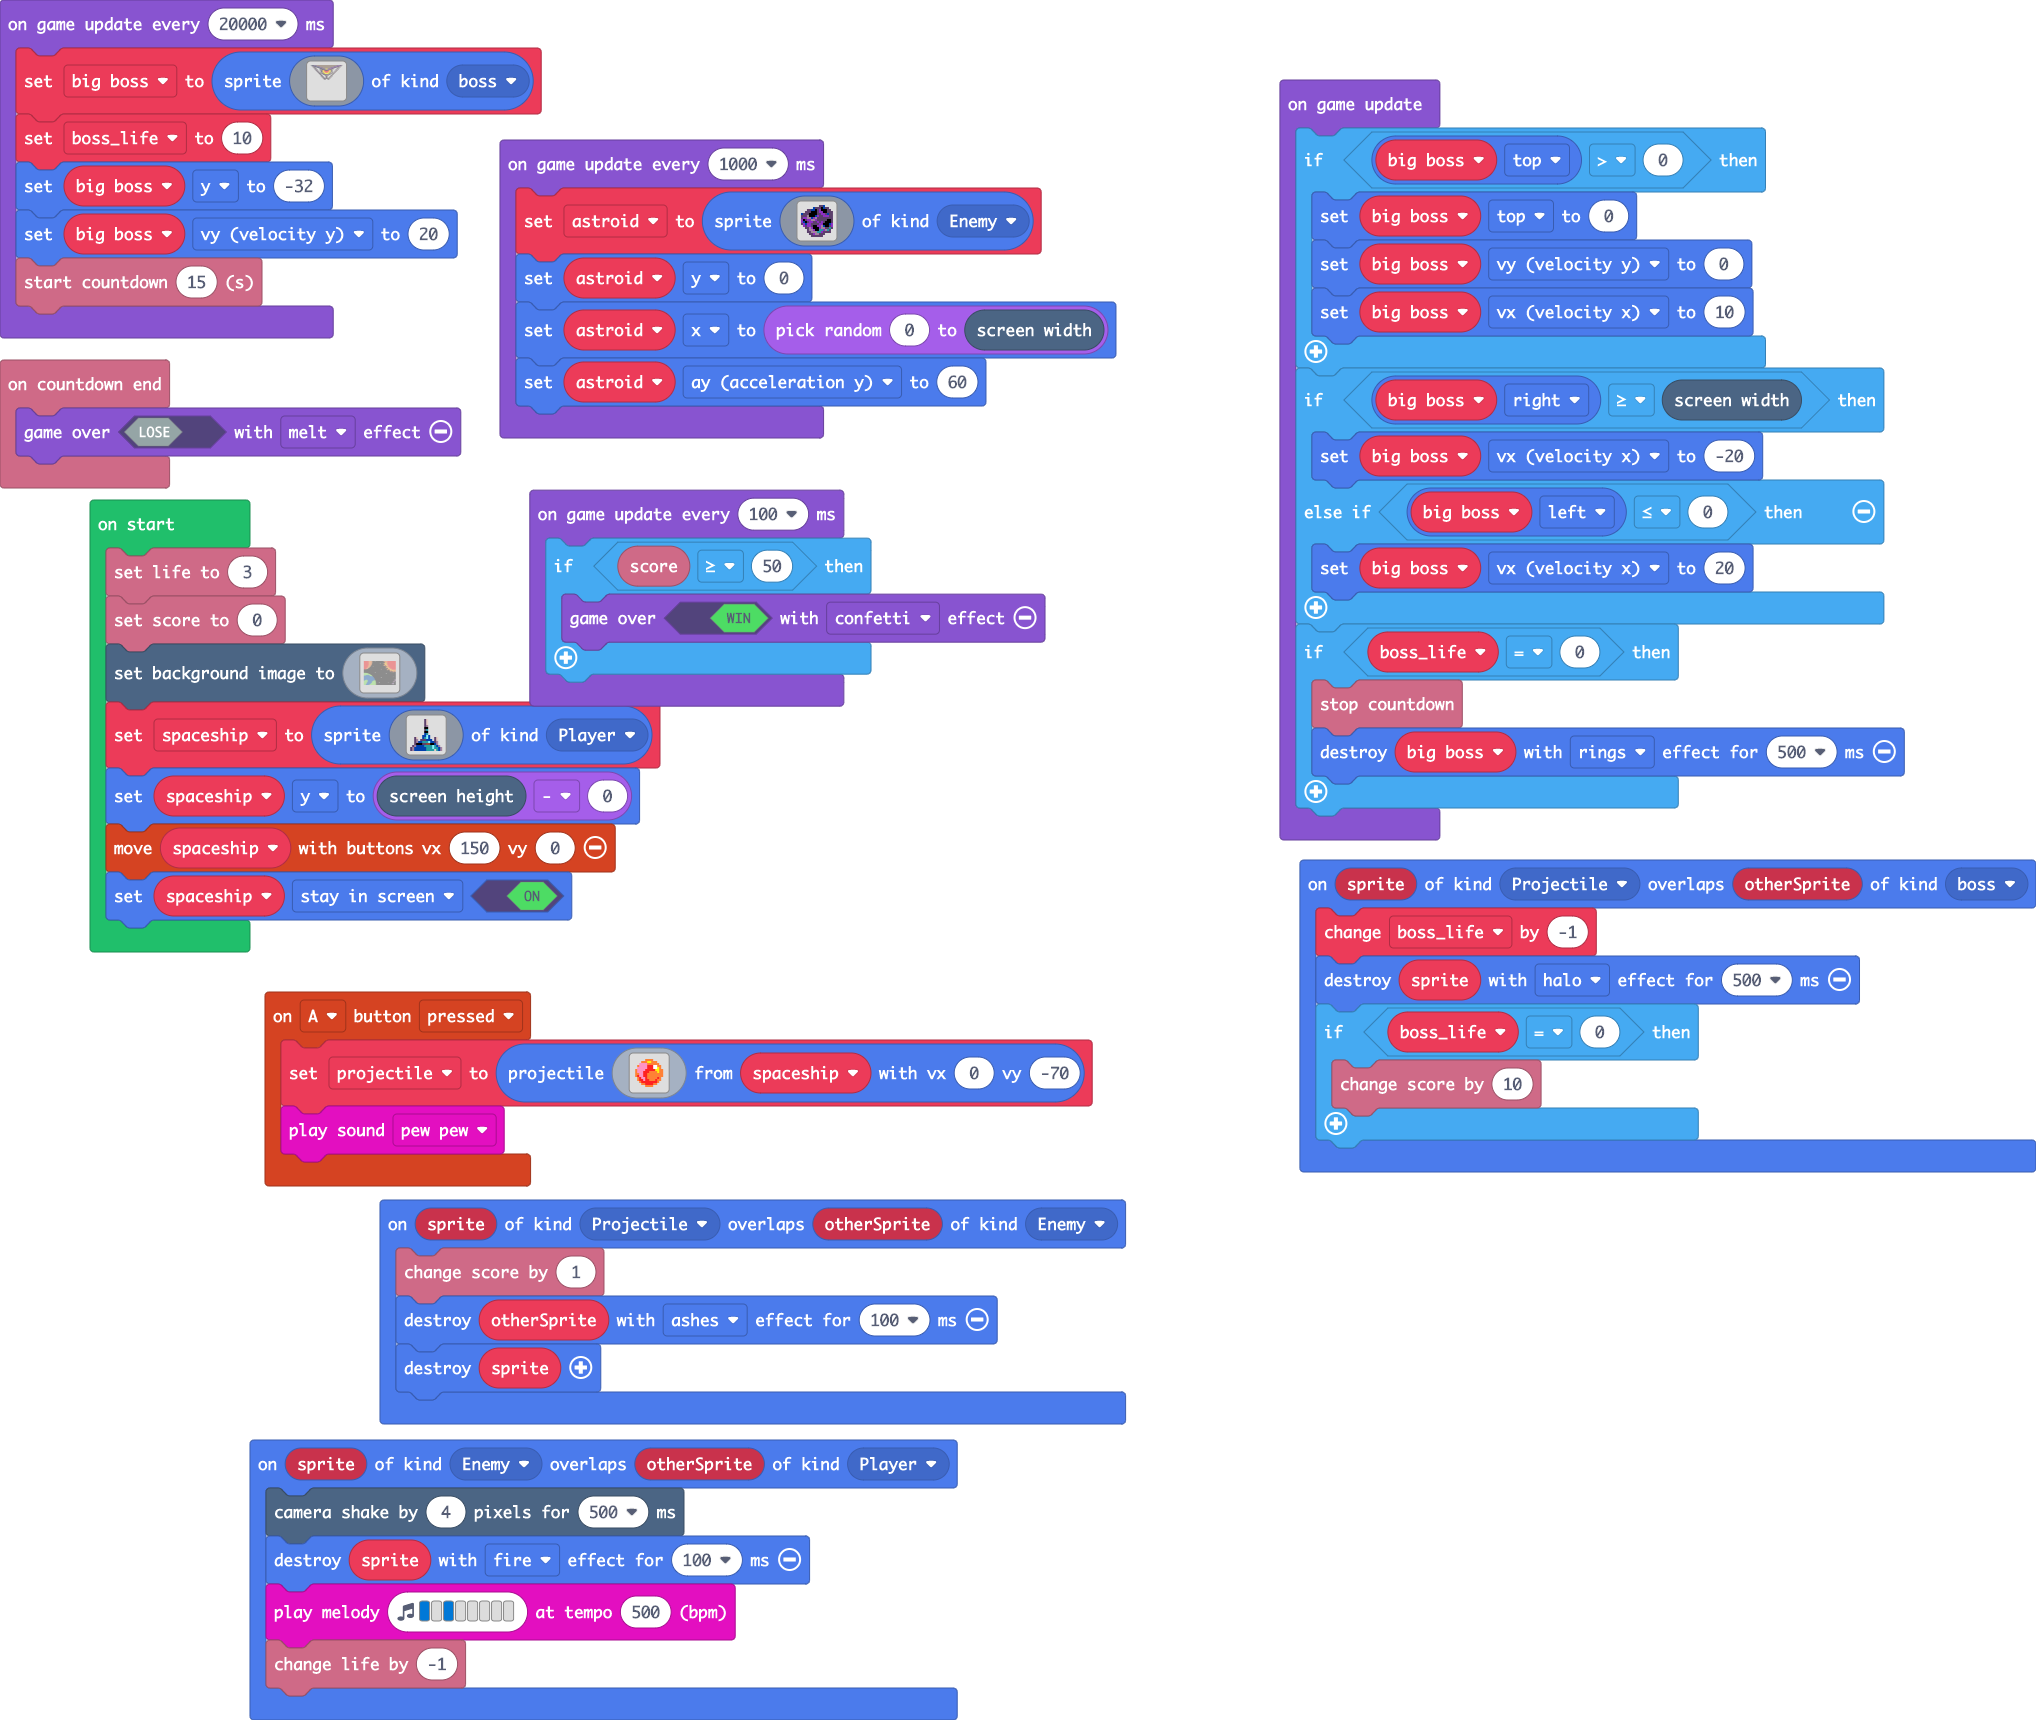 on game update every 20000 ms
set big boss to sprite of kind boss
set boss_life to 10
set big boss y to -32
set big boss vy (velocity y) to 20
start countdown 15 (s)
on countdown end
game over LOSE with melt effect
on start
set life to 3
set score to 0
set background image to
set spaceship to sprite of kind Player
set spaceship y to screen height - 0
move spaceship with buttons vx 150 vy 0
set spaceship stay in screen ON
on game update every 1000 ms
set astroid to sprite of kind Enemy
set astroid y to 0
set astroid x to pick random 0 to screen width
set astroid ay (acceleration y) to 60
on game update every 100 ms
if score ≥ 50 then
game over WIN with confetti effect
on A button pressed
set projectile to projectile from spaceship with vx 0 vy -70
play sound pew pew
on sprite of kind Projectile overlaps otherSprite of kind Enemy
change score by 1
destroy otherSprite with ashes effect for 100 ms
destroy sprite
on sprite of kind Enemy overlaps otherSprite of kind Player
camera shake by 4 pixels for 500 ms
destroy sprite with fire effect for 100 ms
play melody at tempo 500 (bpm)
change life by -1
on game update
if big boss top > 0 then
set big boss top to 0
set big boss vy (velocity y) to 0
set big boss vx (velocity x) to 10
if big boss right ≥ screen width then
set big boss vx (velocity x) to -20
else if big boss left ≤ 0 then
set big boss vx (velocity x) to 20
if boss_life = 0 then
stop countdown
destroy big boss with rings effect for 500 ms
on sprite of kind Projectile overlaps otherSprite of kind boss
change boss_life by -1
destroy sprite with halo effect for 500 ms
if boss_life = 0 then
change score by 10